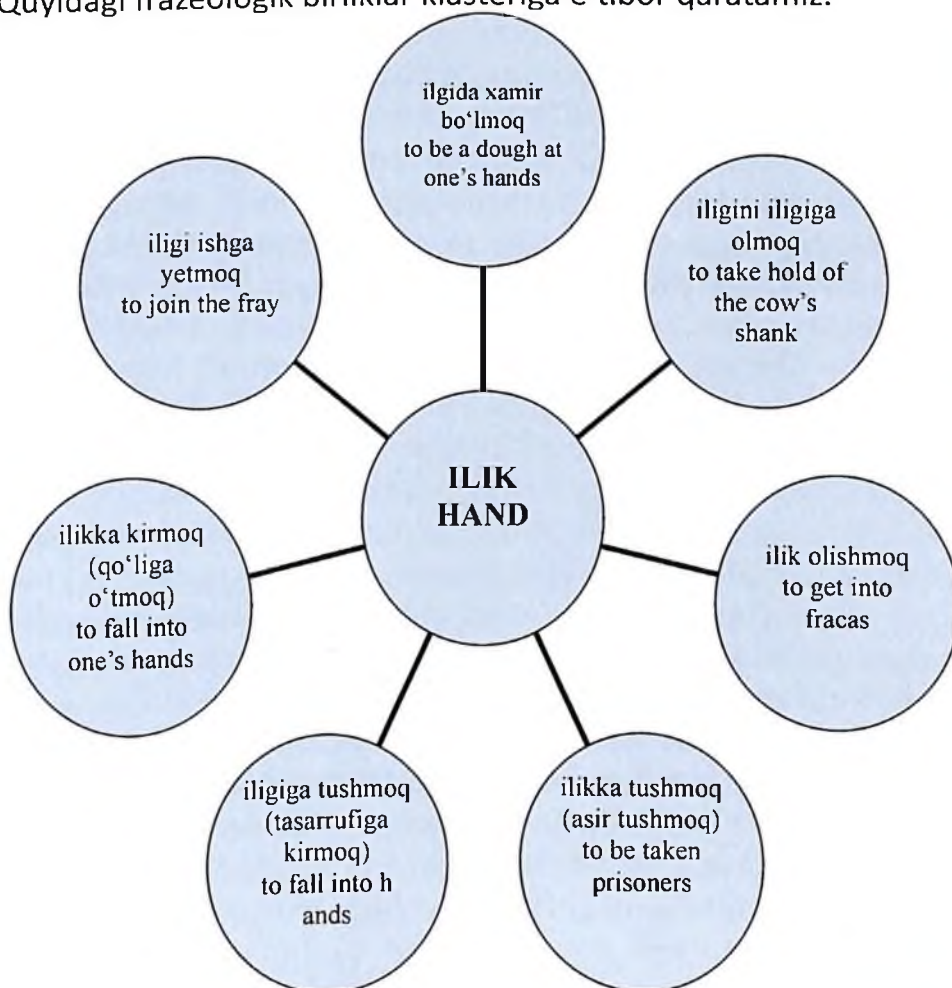 Quyidagi frazeologik birliklar klasteriga e'tibor qaratamiz:
ilgida xamir
bo‘lmoq
to be a dough at
one’s hands
iligini iligiga
olmoq
to take hold of
the cow’s
shank
iligi ishga
yetmoq
to join the fray
ILIK
HAND
ilik olishmoq
to get into
fracas
ilikka kirmoq
(qo‘liga
o‘tmoq)
to fall into
one’s hands
iligiga tushmoq
(tasarrufiga
kirmoq)
to fall into h
ands
ilikka tushmoq
(asir tushmoq)
to be taken
prisoners